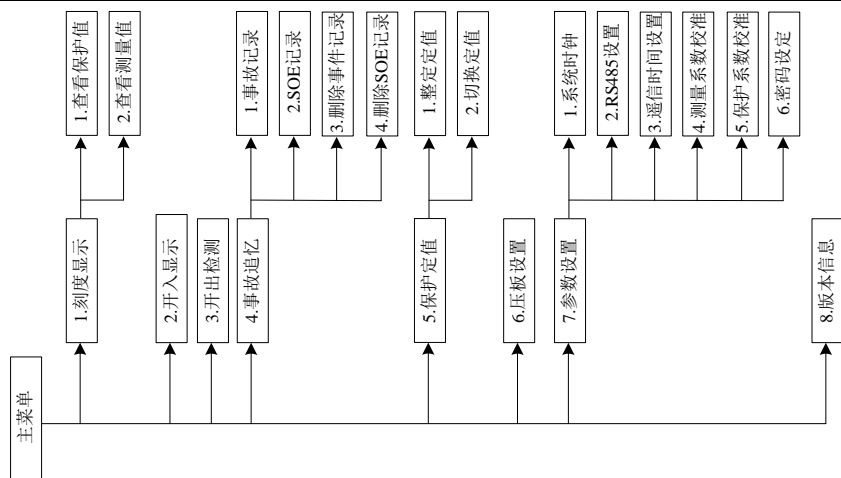 主菜单
1.刻度显示
1.查看保护值
2.查看测量值
2.开入显示
3.开出检测
4.事故追忆
1.事故记录
2.SOE记录
3.删除事件记录
4.删除SOE记录
5.保护定值
1.整定定值
2.切换定值
6.压板设置
7.参数设置
1.系统时钟
2.RS485设置
3.遥信时间设置
4.测量系数校准
5.保护系数校准
6.密码设定
8.版本信息